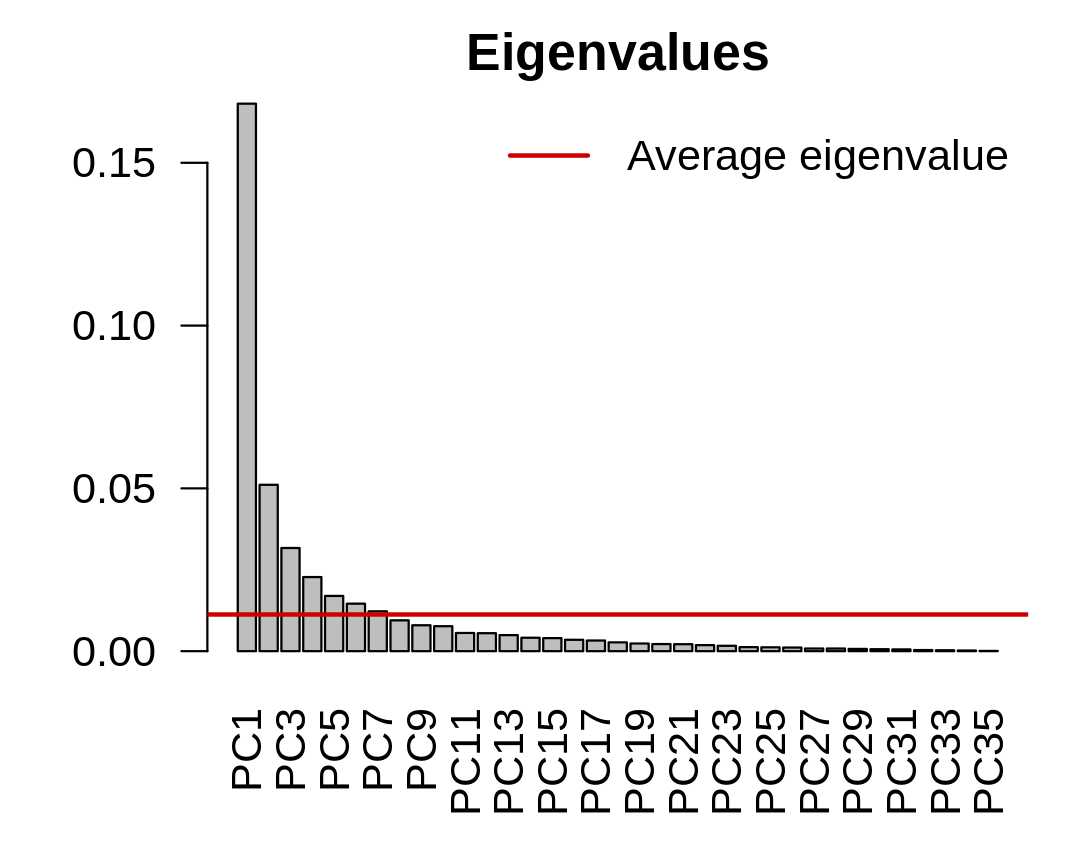 Eigenvalues
Average eigenvalue
0.15
0.10
0.05
0.00
PC1
PC3
PC5
PC7
PC9
PC11
PC13
PC15
PC17
PC19
PC21
PC23
PC25
PC27
PC29
PC31
PC33
PC35